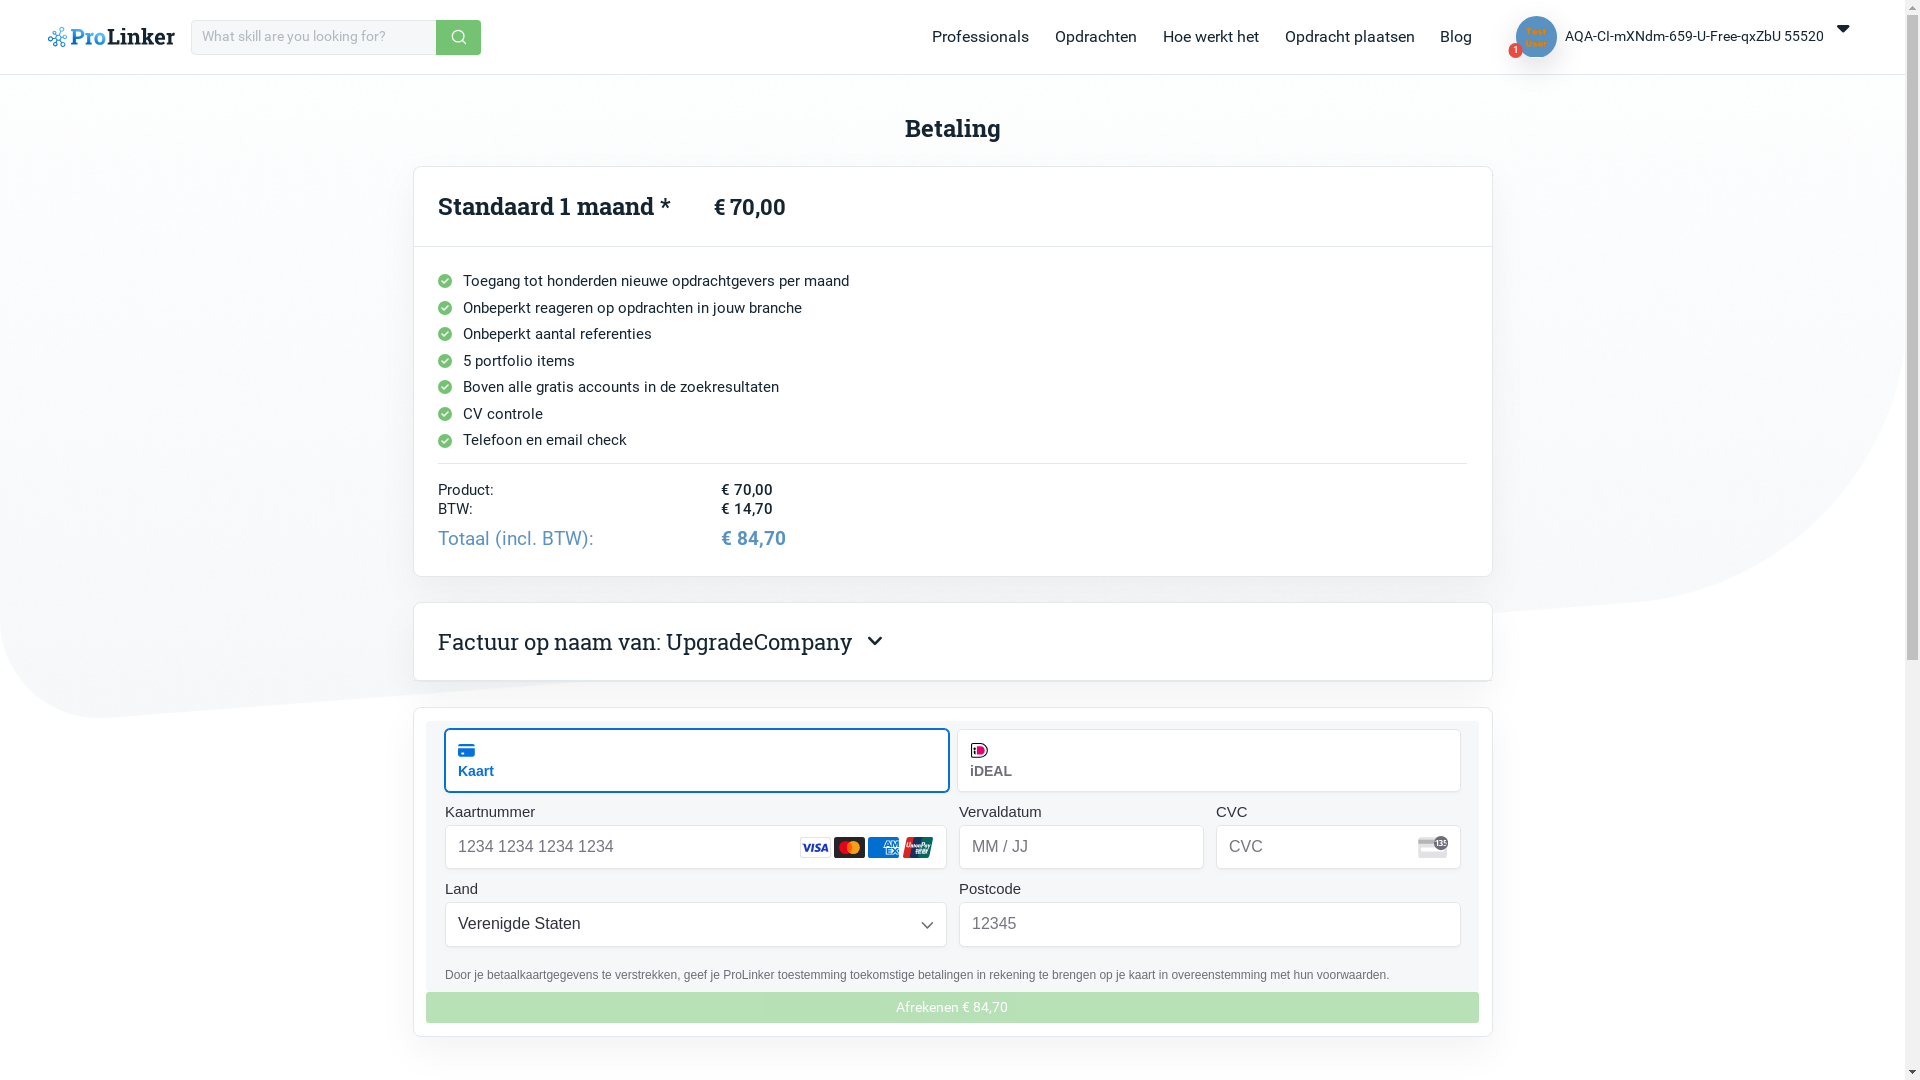 ProLinker
What skill are you looking for?
Professionals
Opdrachten
Hoe werkt het
Opdracht plaatsen
Blog
1
AQA-CI-mXNdm-659-U-Free-qxZbU 55520
Betaling
Standaard 1 maand * € 70,00
Toegang tot honderden nieuwe opdrachtgevers per maand
Onbeperkt reageren op opdrachten in jouw branche
Onbeperkt aantal referenties
5 portfolio items
Boven alle gratis accounts in de zoekresultaten
CV controle
Telefoon en email check
Product: € 70,00
BTW: € 14,70
Totaal (incl. BTW): € 84,70
Factuur op naam van: UpgradeCompany
Kaart
iDEAL
Kaartnummer
Vervaldatum
CVC
1234 1234 1234 1234
VISA
MM / JJ
CVC
Land
Postcode
Verenigde Staten
12345
Door je betaalkaartgegevens te verstrekken, geef je ProLinker toestemming toekomstige betalingen in rekening te brengen op je kaart in overeenstemming met hun voorwaarden.
Afrekenen € 84,70